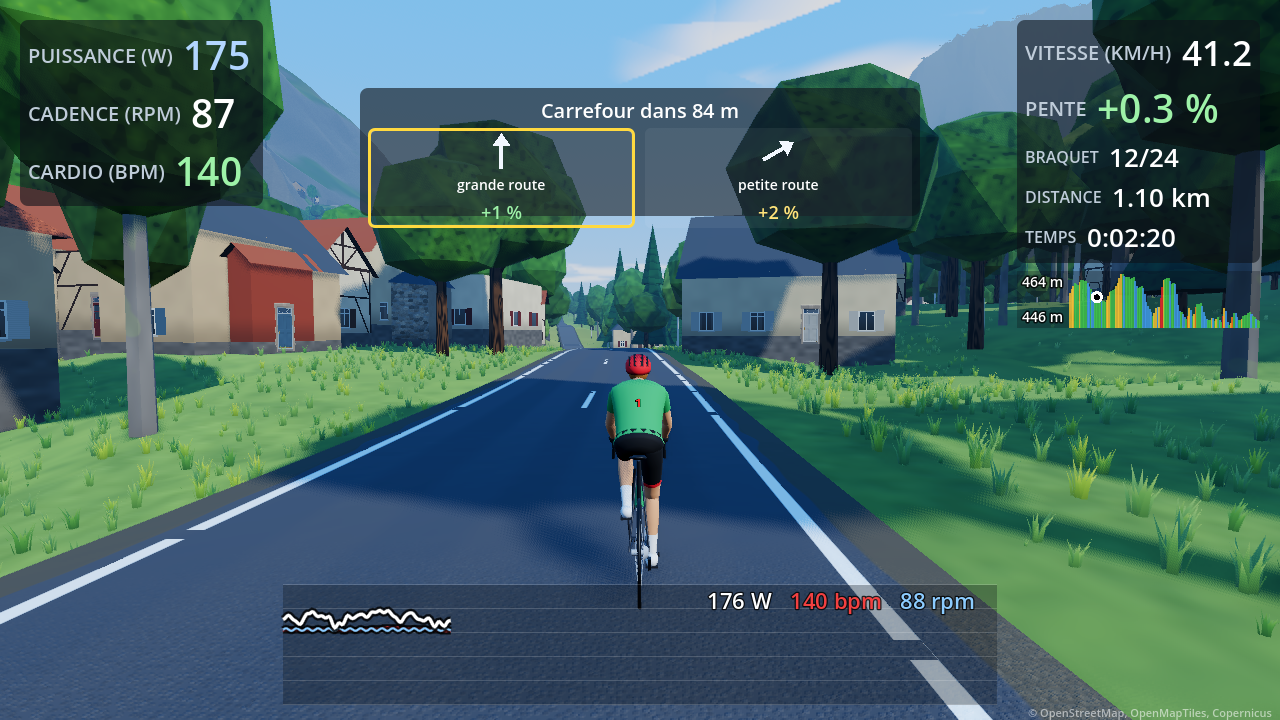 PUISSANCE (W) 175
CADENCE (RPM) 87
CARDIO (BPM) 140
Carrefour dans 84 m
grande route
+1 %
petite route
+2 %
VITESSE (KM/H) 41.2
PENTE +0.3 %
BRAQUET 12/24
DISTANCE 1.10 km
TEMPS 0:02:20
464 m
446 m
1
176 W 140 bpm 88 rpm
© OpenStreetMap, OpenMapTiles, Copernicus